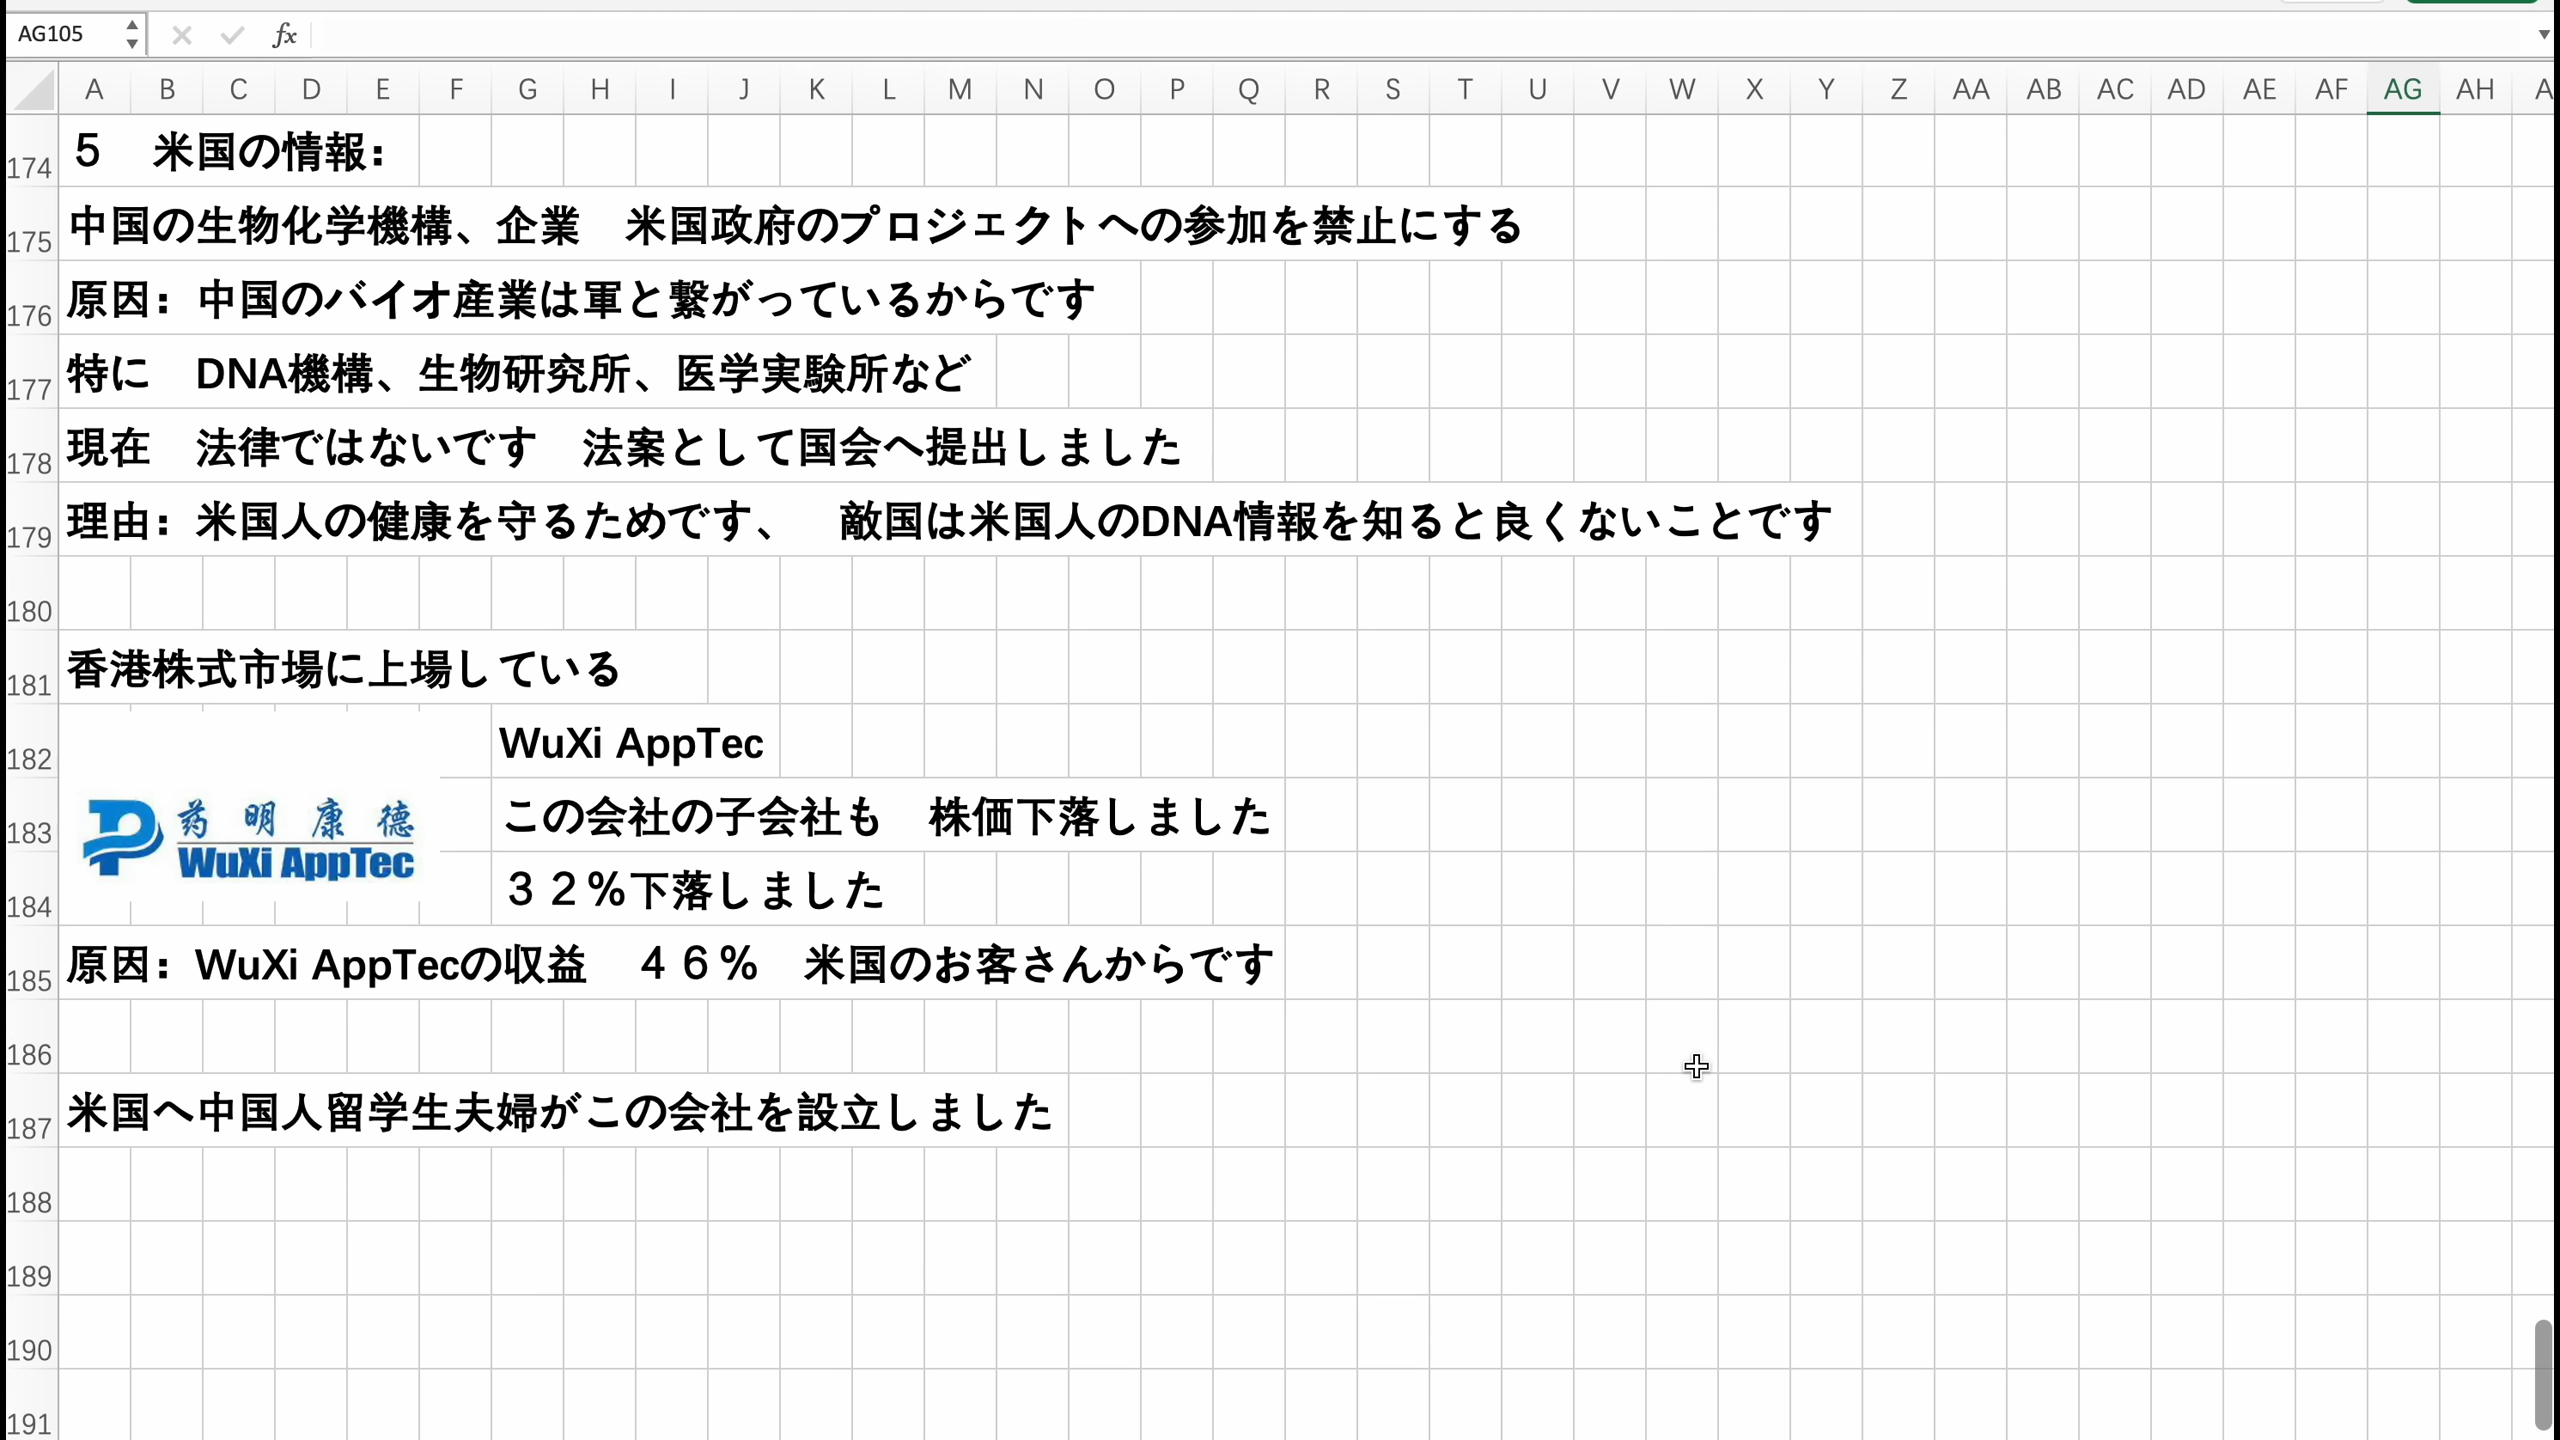 AG105 fx
A B C D E F G H I J K L M N O P Q R S T U V W X Y Z AA AB AC AD AE AF AG AH A
174 ５　米国の情報：
175 中国の生物化学機構、企業　米国政府のプロジェクトへの参加を禁止にする
176 原因：中国のバイオ産業は軍と繋がっているからです
177 特に　DNA機構、生物研究所、医学実験所など
178 現在　法律ではないです　法案として国会へ提出しました
179 理由：米国人の健康を守るためです、　敵国は米国人のDNA情報を知ると良くないことです
180
181 香港株式市場に上場している
182 WuXi AppTec
183 药明康德 この会社の子会社も　株価下落しました
WuXi AppTec
184 ３２％下落しました
185 原因：WuXi AppTecの収益　４６％　米国のお客さんからです
186
187 米国へ中国人留学生夫婦がこの会社を設立しました
188
189
190
191